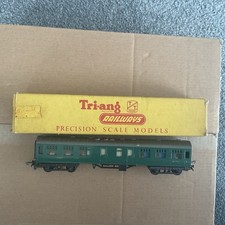 Tri-ang
RAILWAYS
PRECISION SCALE MODELS